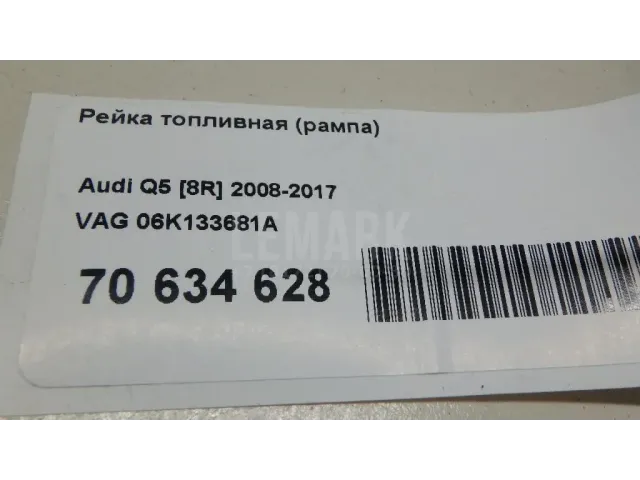 Рейка топливная (рампа)
Audi Q5 [8R] 2008-2017
VAG 06K133681A
LEMARK
70 634 628